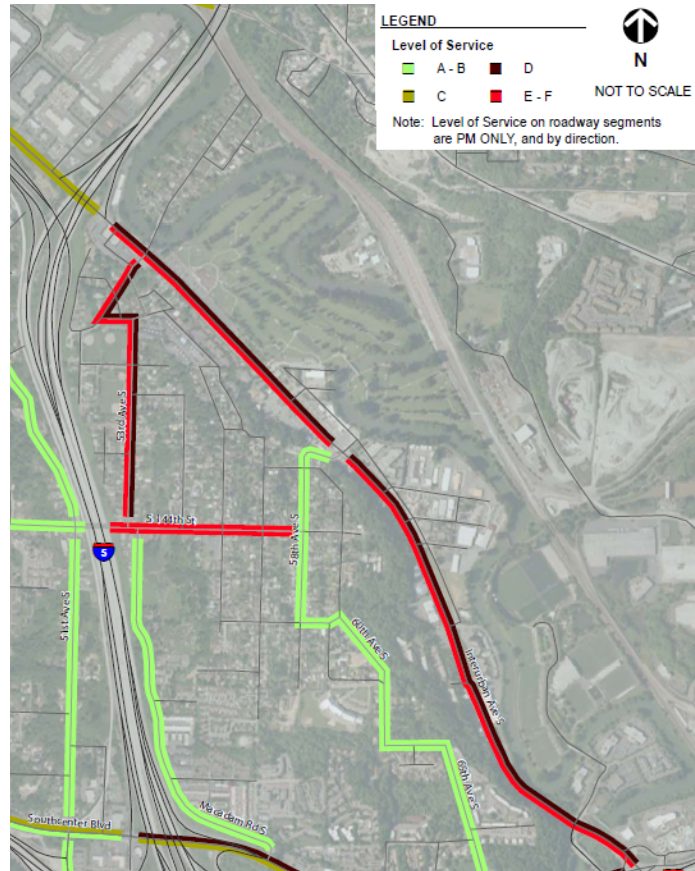 LEGEND
Level of Service
A - B
D
C
E - F
N
NOT TO SCALE
Note: Level of Service on roadway segments
are PM ONLY, and by direction.
53rd Ave S
S 144th St
58th Ave S
5
51st Ave S
60th Ave S
Interurban Ave S
65th Ave S
Southcenter Blvd
Macadam Rd S